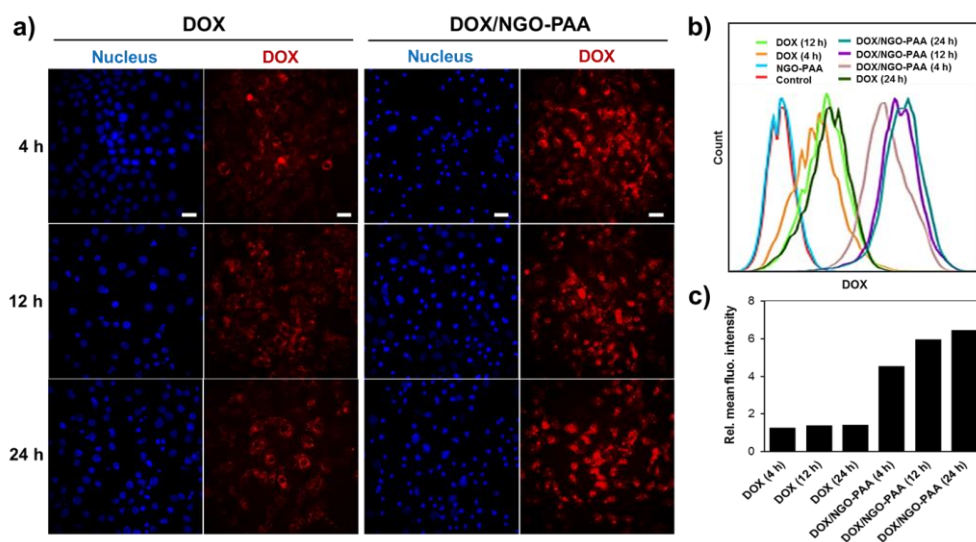 a)
DOX
DOX/NGO-PAA
Nucleus
DOX
Nucleus
DOX
4 h
12 h
24 h
b)
DOX (12 h)
DOX (4 h)
NGO-PAA
Control
DOX/NGO-PAA (24 h)
DOX/NGO-PAA (12 h)
DOX/NGO-PAA (4 h)
DOX (24 h)
Count
DOX
c)
Rel. mean fluo. intensity
8
6
4
2
0
DOX (4 h)
DOX (12 h)
DOX (24 h)
DOX/NGO-PAA (4 h)
DOX/NGO-PAA (12 h)
DOX/NGO-PAA (24 h)